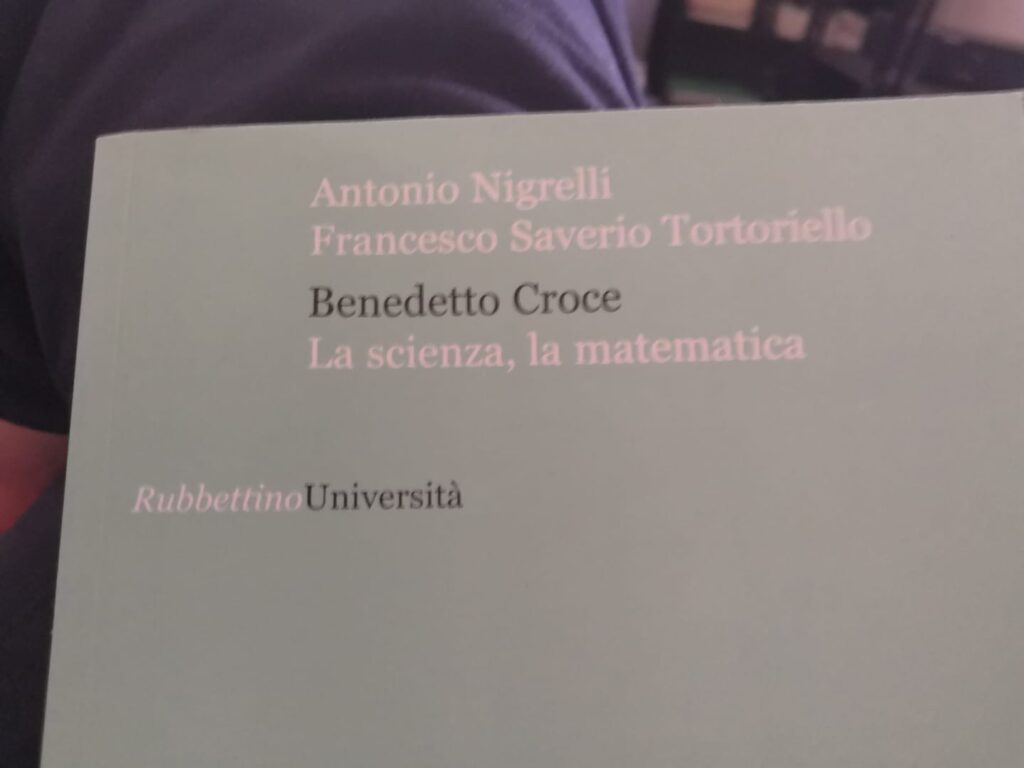 Antonio Nigrelli
Francesco Saverio Tortoriello
Benedetto Croce
La scienza, la matematica
RubbettinoUniversità